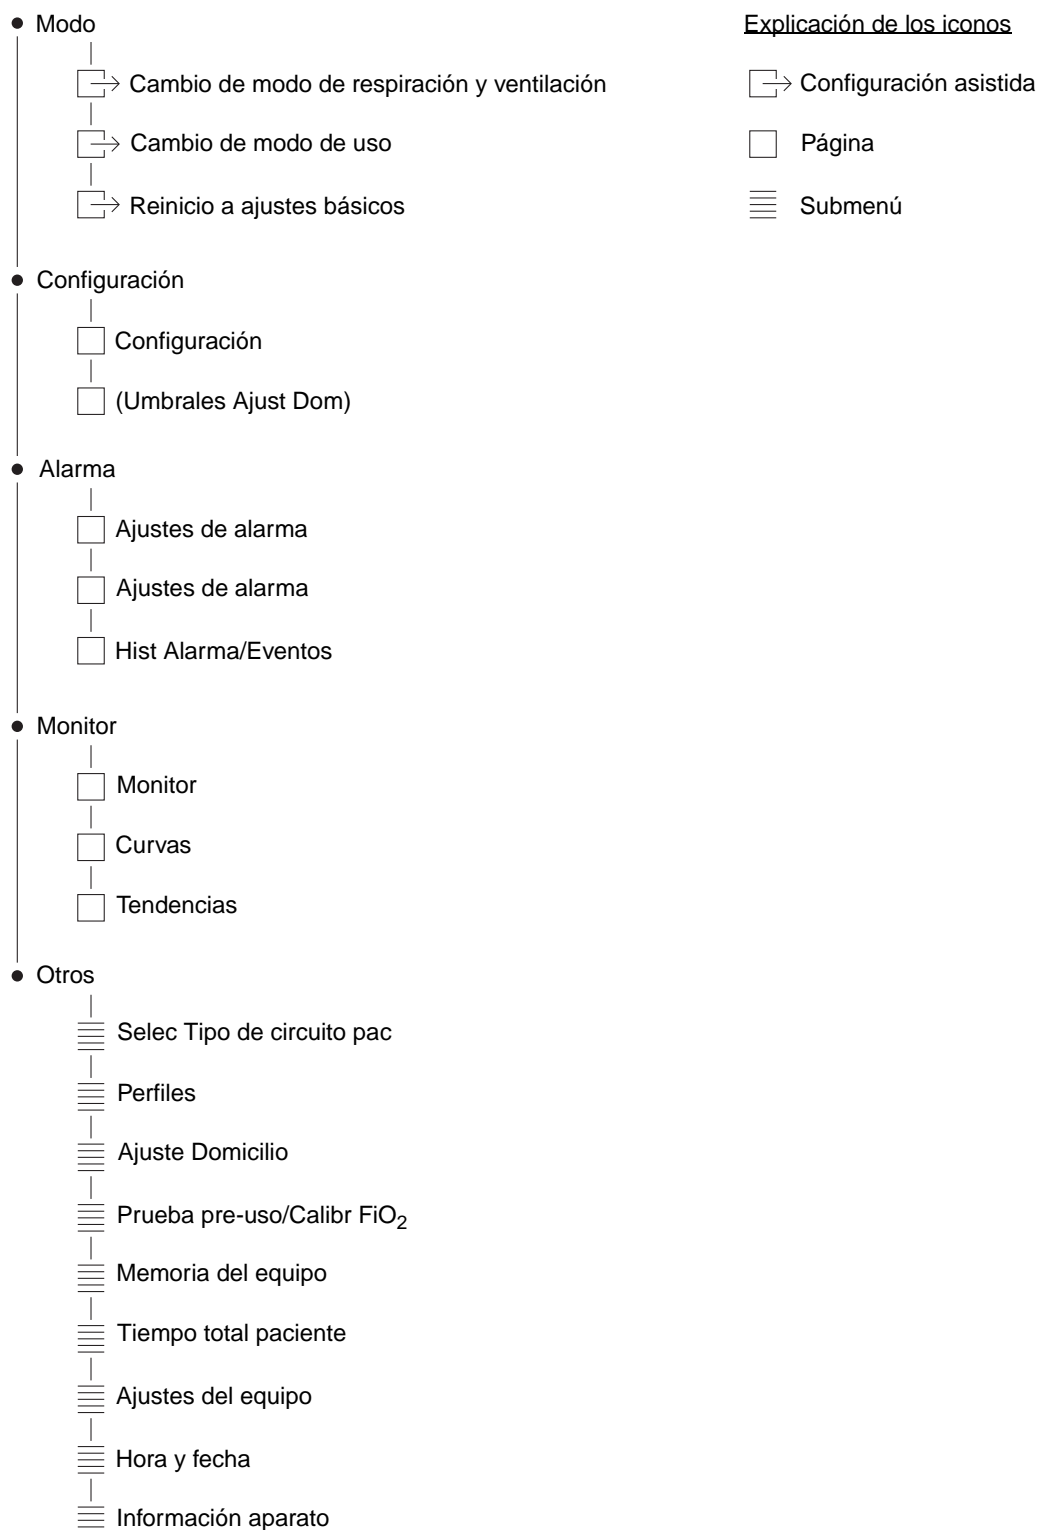 Modo
Cambio de modo de respiración y ventilación
Cambio de modo de uso
Reinicio a ajustes básicos
Explicación de los iconos
Configuración asistida
Página
Submenú
Configuración
Configuración
(Umbrales Ajust Dom)
Alarma
Ajustes de alarma
Ajustes de alarma
Hist Alarma/Eventos
Monitor
Monitor
Curvas
Tendencias
Otros
Selec Tipo de circuito pac
Perfiles
Ajuste Domicilio
Prueba pre-uso/Calibr FiO2
Memoria del equipo
Tiempo total paciente
Ajustes del equipo
Hora y fecha
Información aparato